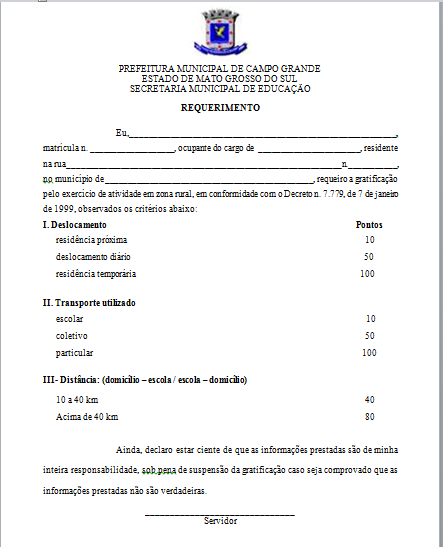 PREFEITURA MUNICIPAL DE CAMPO GRANDE
ESTADO DE MATO GROSSO DO SUL
SECRETARIA MUNICIPAL DE EDUCAÇÃO
REQUERIMENTO
Eu,__________________________________________________________,
matrícula n. __________________, ocupante do cargo de ______________________, residente
na rua____________________________________________________________n___________,
no município de______________________________________________, requeiro a gratificação
pelo exercício de atividade em zona rural, em conformidade com o Decreto n. 7.779, de 7 de janeiro
de 1999, observados os critérios abaixo:
I. Deslocamento Pontos
residência próxima 10
deslocamento diário 50
residência temporária 100
II. Transporte utilizado
escolar 10
coletivo 50
particular 100
III- Distância: (domicílio – escola / escola – domicílio)
10 a 40 km 40
Acima de 40 km 80
Ainda, declaro estar ciente de que as informações prestadas são de minha
inteira responsabilidade, sob pena de suspensão da gratificação caso seja comprovado que as
informações prestadas não são verdadeiras.
______________________________
Servidor